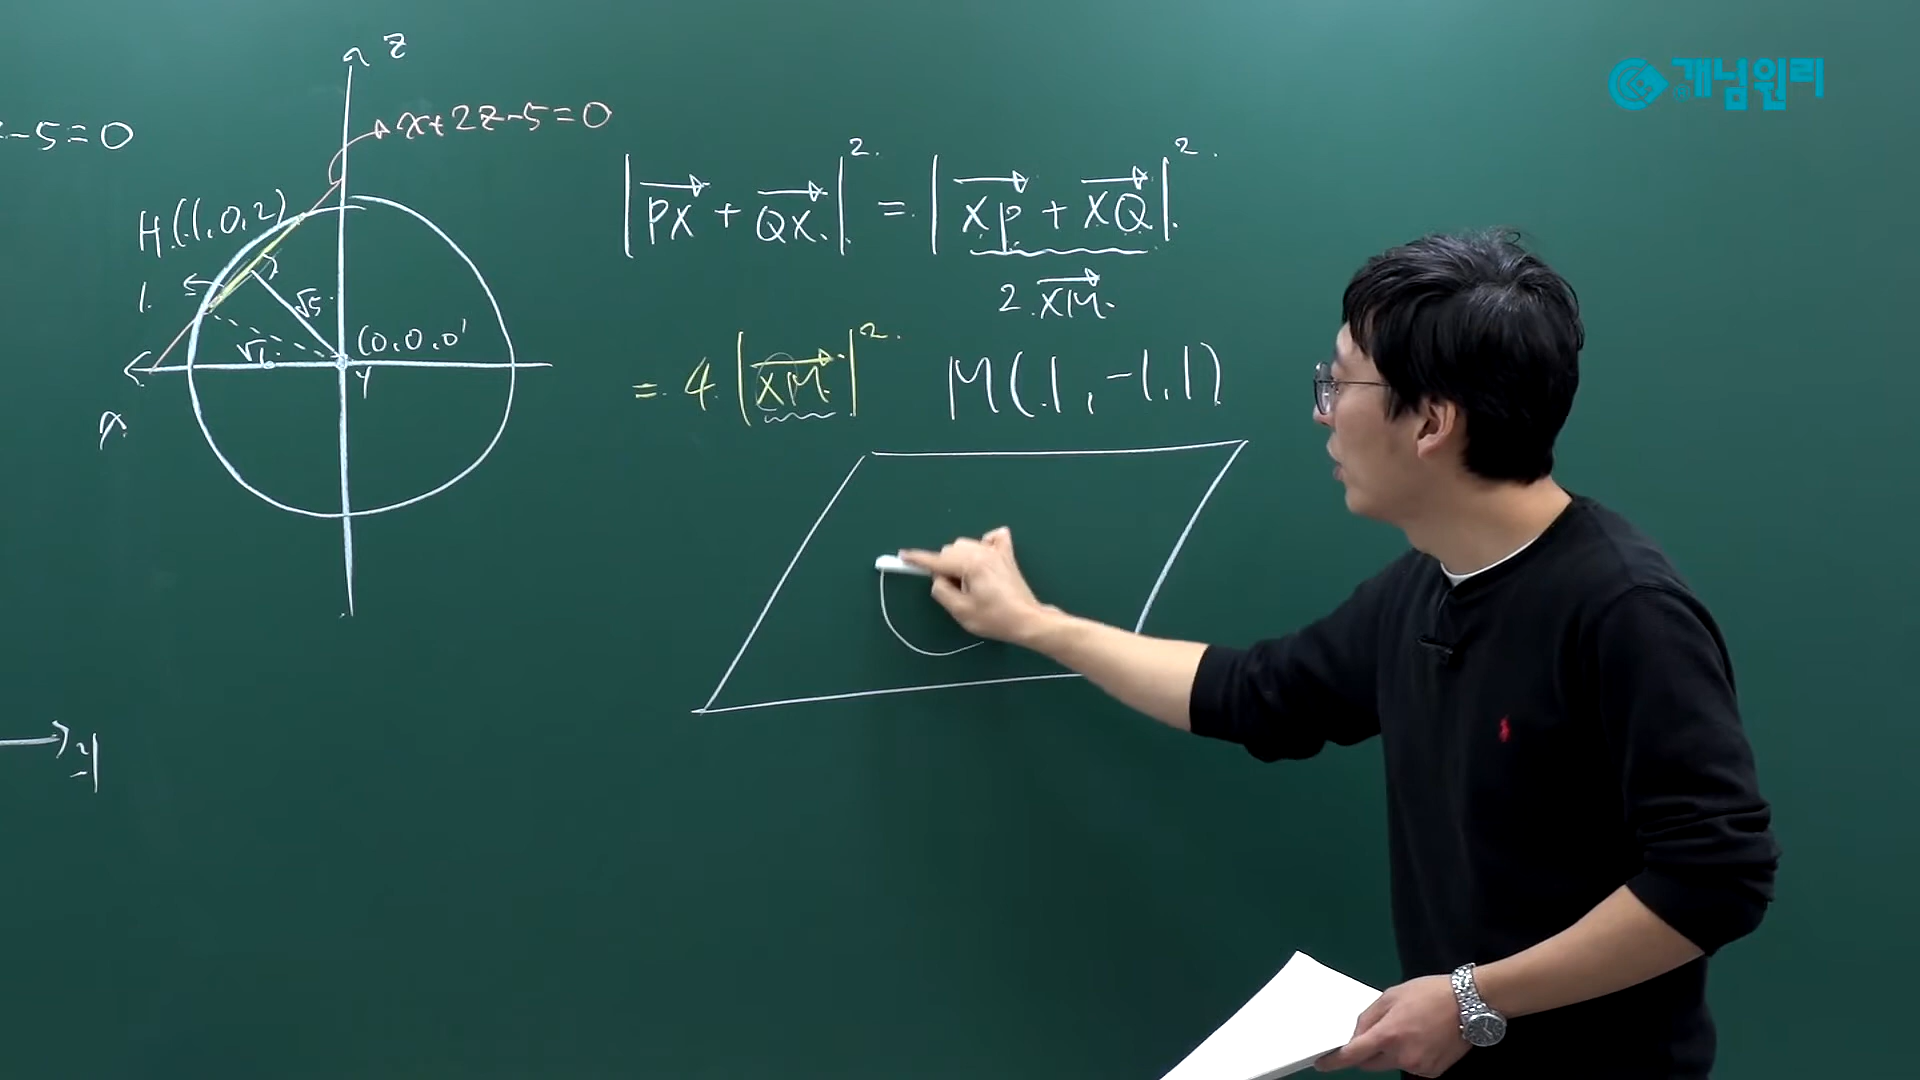 z
x+2z-5=0
-5=0
H(1,0,2)
1
√5
√6
(0,0,0)
y
x
|PX + QX|² = |XP + XQ|²
2XM
= 4|XM|²
M(1,-1,1)
y
개념원리